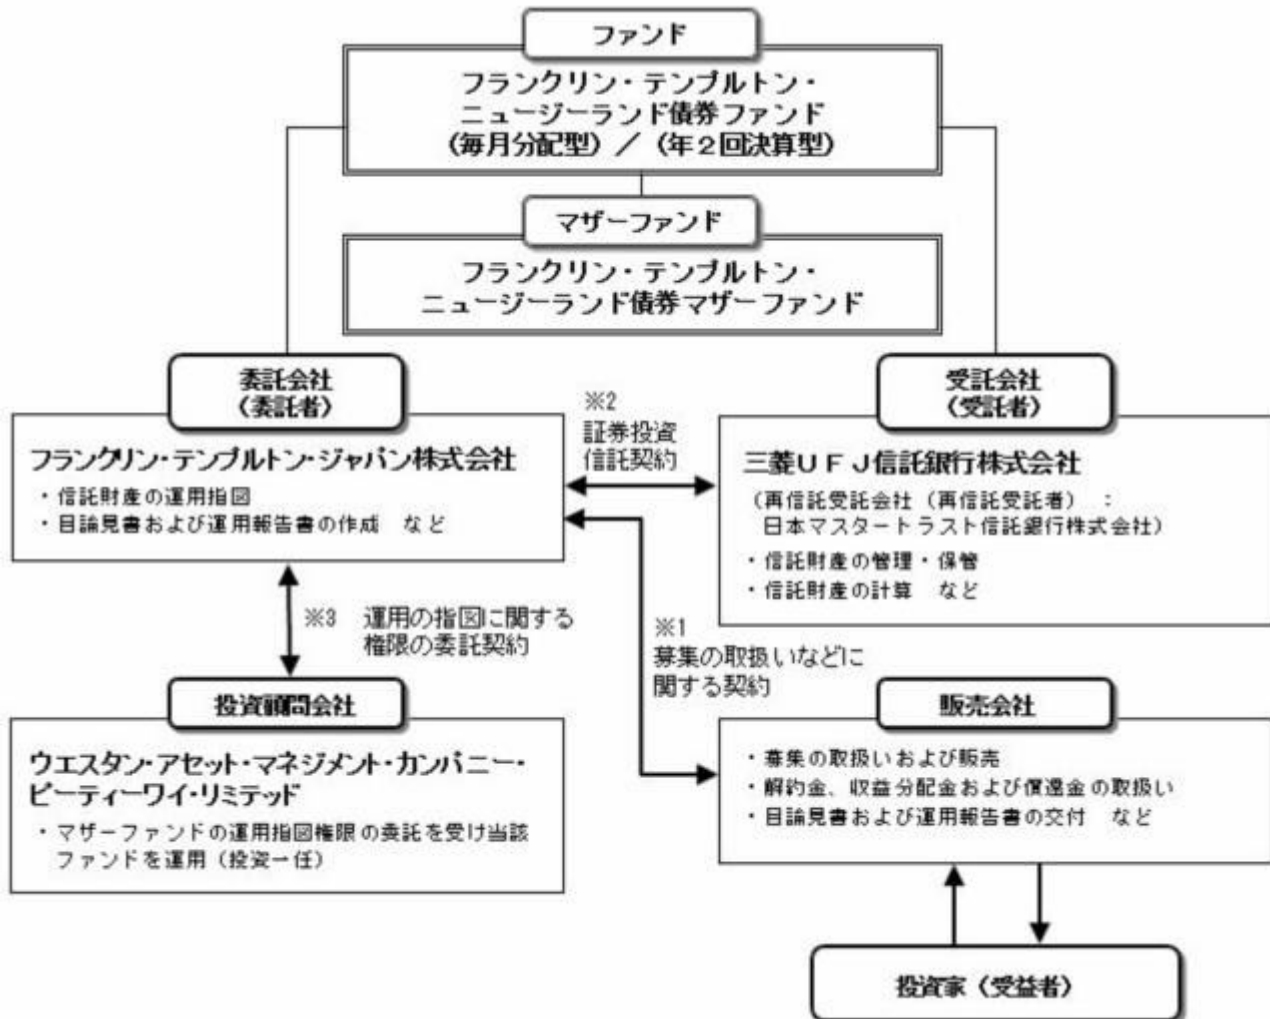 ファンド
フランクリン・テンプルトン・
ニュージーランド債券ファンド
(毎月分配型)／(年２回決算型)
マザーファンド
フランクリン・テンプルトン・
ニュージーランド債券マザーファンド
委託会社
(委託者)
フランクリン・テンプルトン・ジャパン株式会社
・信託財産の運用指図
・目論見書および運用報告書の作成　など
※2
証券投資
信託契約
受託会社
(受託者)
三菱ＵＦＪ信託銀行株式会社
(再信託受託会社（再信託受託者）：
日本マスタートラスト信託銀行株式会社)
・信託財産の管理・保管
・信託財産の計算　など
※3　運用の指図に関する
権限の委託契約
※1
募集の取扱いなどに
関する契約
投資顧問会社
ウエスタン・アセット・マネジメント・カンパニー・
ピーティーワイ・リミテッド
・マザーファンドの運用指図権限の委託を受け当該
ファンドを運用（投資一任）
販売会社
・募集の取扱いおよび販売
・解約金、収益分配金および償還金の取扱い
・目論見書および運用報告書の交付　など
投資家（受益者）